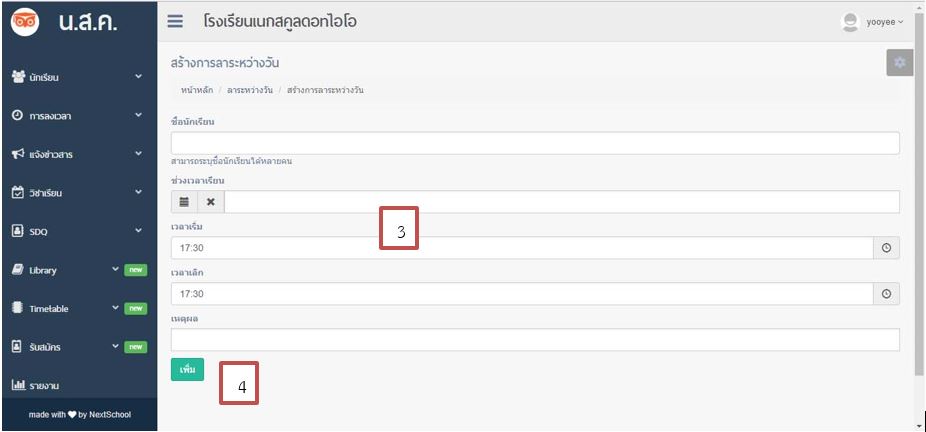 น.ส.ค.
โรงเรียนเนกสคูลดอทไอโอ
yooyee
นักเรียน
การลงเวลา
แจ้งข่าวสาร
วิชาเรียน
SDQ
Library new
Timetable new
รับสมัคร new
รายงาน
made with by NextSchool
สร้างการลาระหว่างวัน
หน้าหลัก / ลาระหว่างวัน / สร้างการลาระหว่างวัน
ชื่อนักเรียน
สามารถระบุชื่อนักเรียนได้หลายคน
ช่วงเวลาเรียน
3
เวลาเริ่ม
17:30
เวลาเลิก
17:30
เหตุผล
เพิ่ม
4